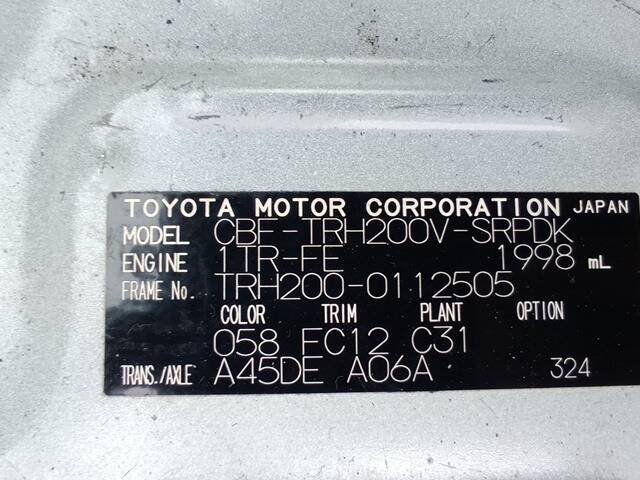 TOYOTA MOTOR CORPORATION JAPAN
MODEL CBF-TRH200V-SRPDK
ENGINE 1TR-FE 1998 mL
FRAME No. TRH200-0112505
COLOR TRIM PLANT OPTION
058 FC12 C31
TRANS./AXLE A45DE A06A 324